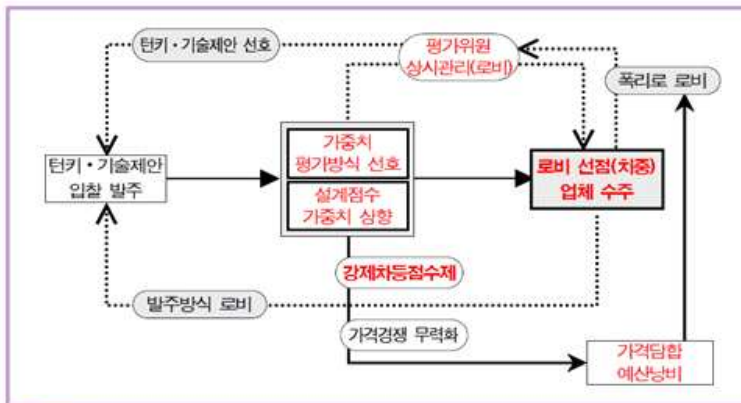 턴키・기술제안 선호
평가위원
상시관리(로비)
폭리로 로비
턴키・기술제안
입찰 발주
가중치
평가방식 선호
설계점수
가중치 상향
로비 선점(치중)
업체 수주
강제차등점수제
발주방식 로비
가격경쟁 무력화
가격담합
예산낭비